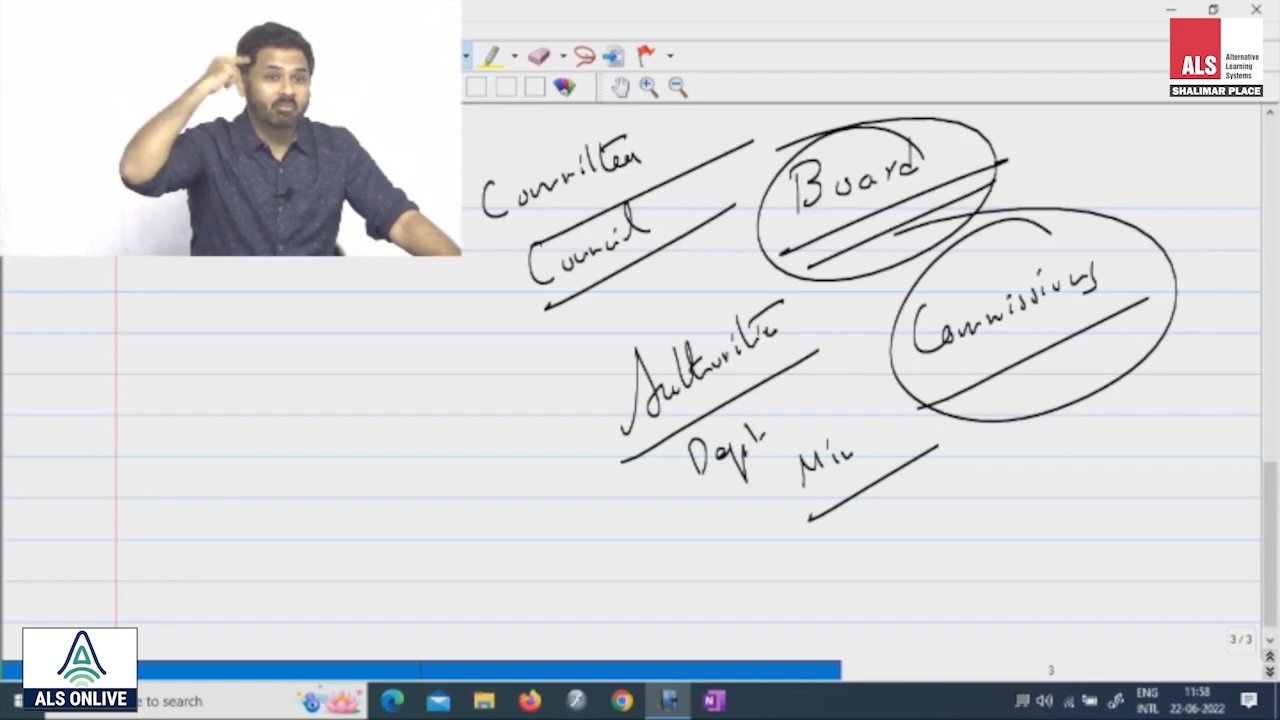 ALS
Alternative
Learning
Systems
SHALIMAR PLACE
Committee
Board
Council
Commissions
Authoritie
Dept.
Min
3 / 3
3
ALS ONLIVE
e to search
ENG
INTL
11:58
22-06-2022